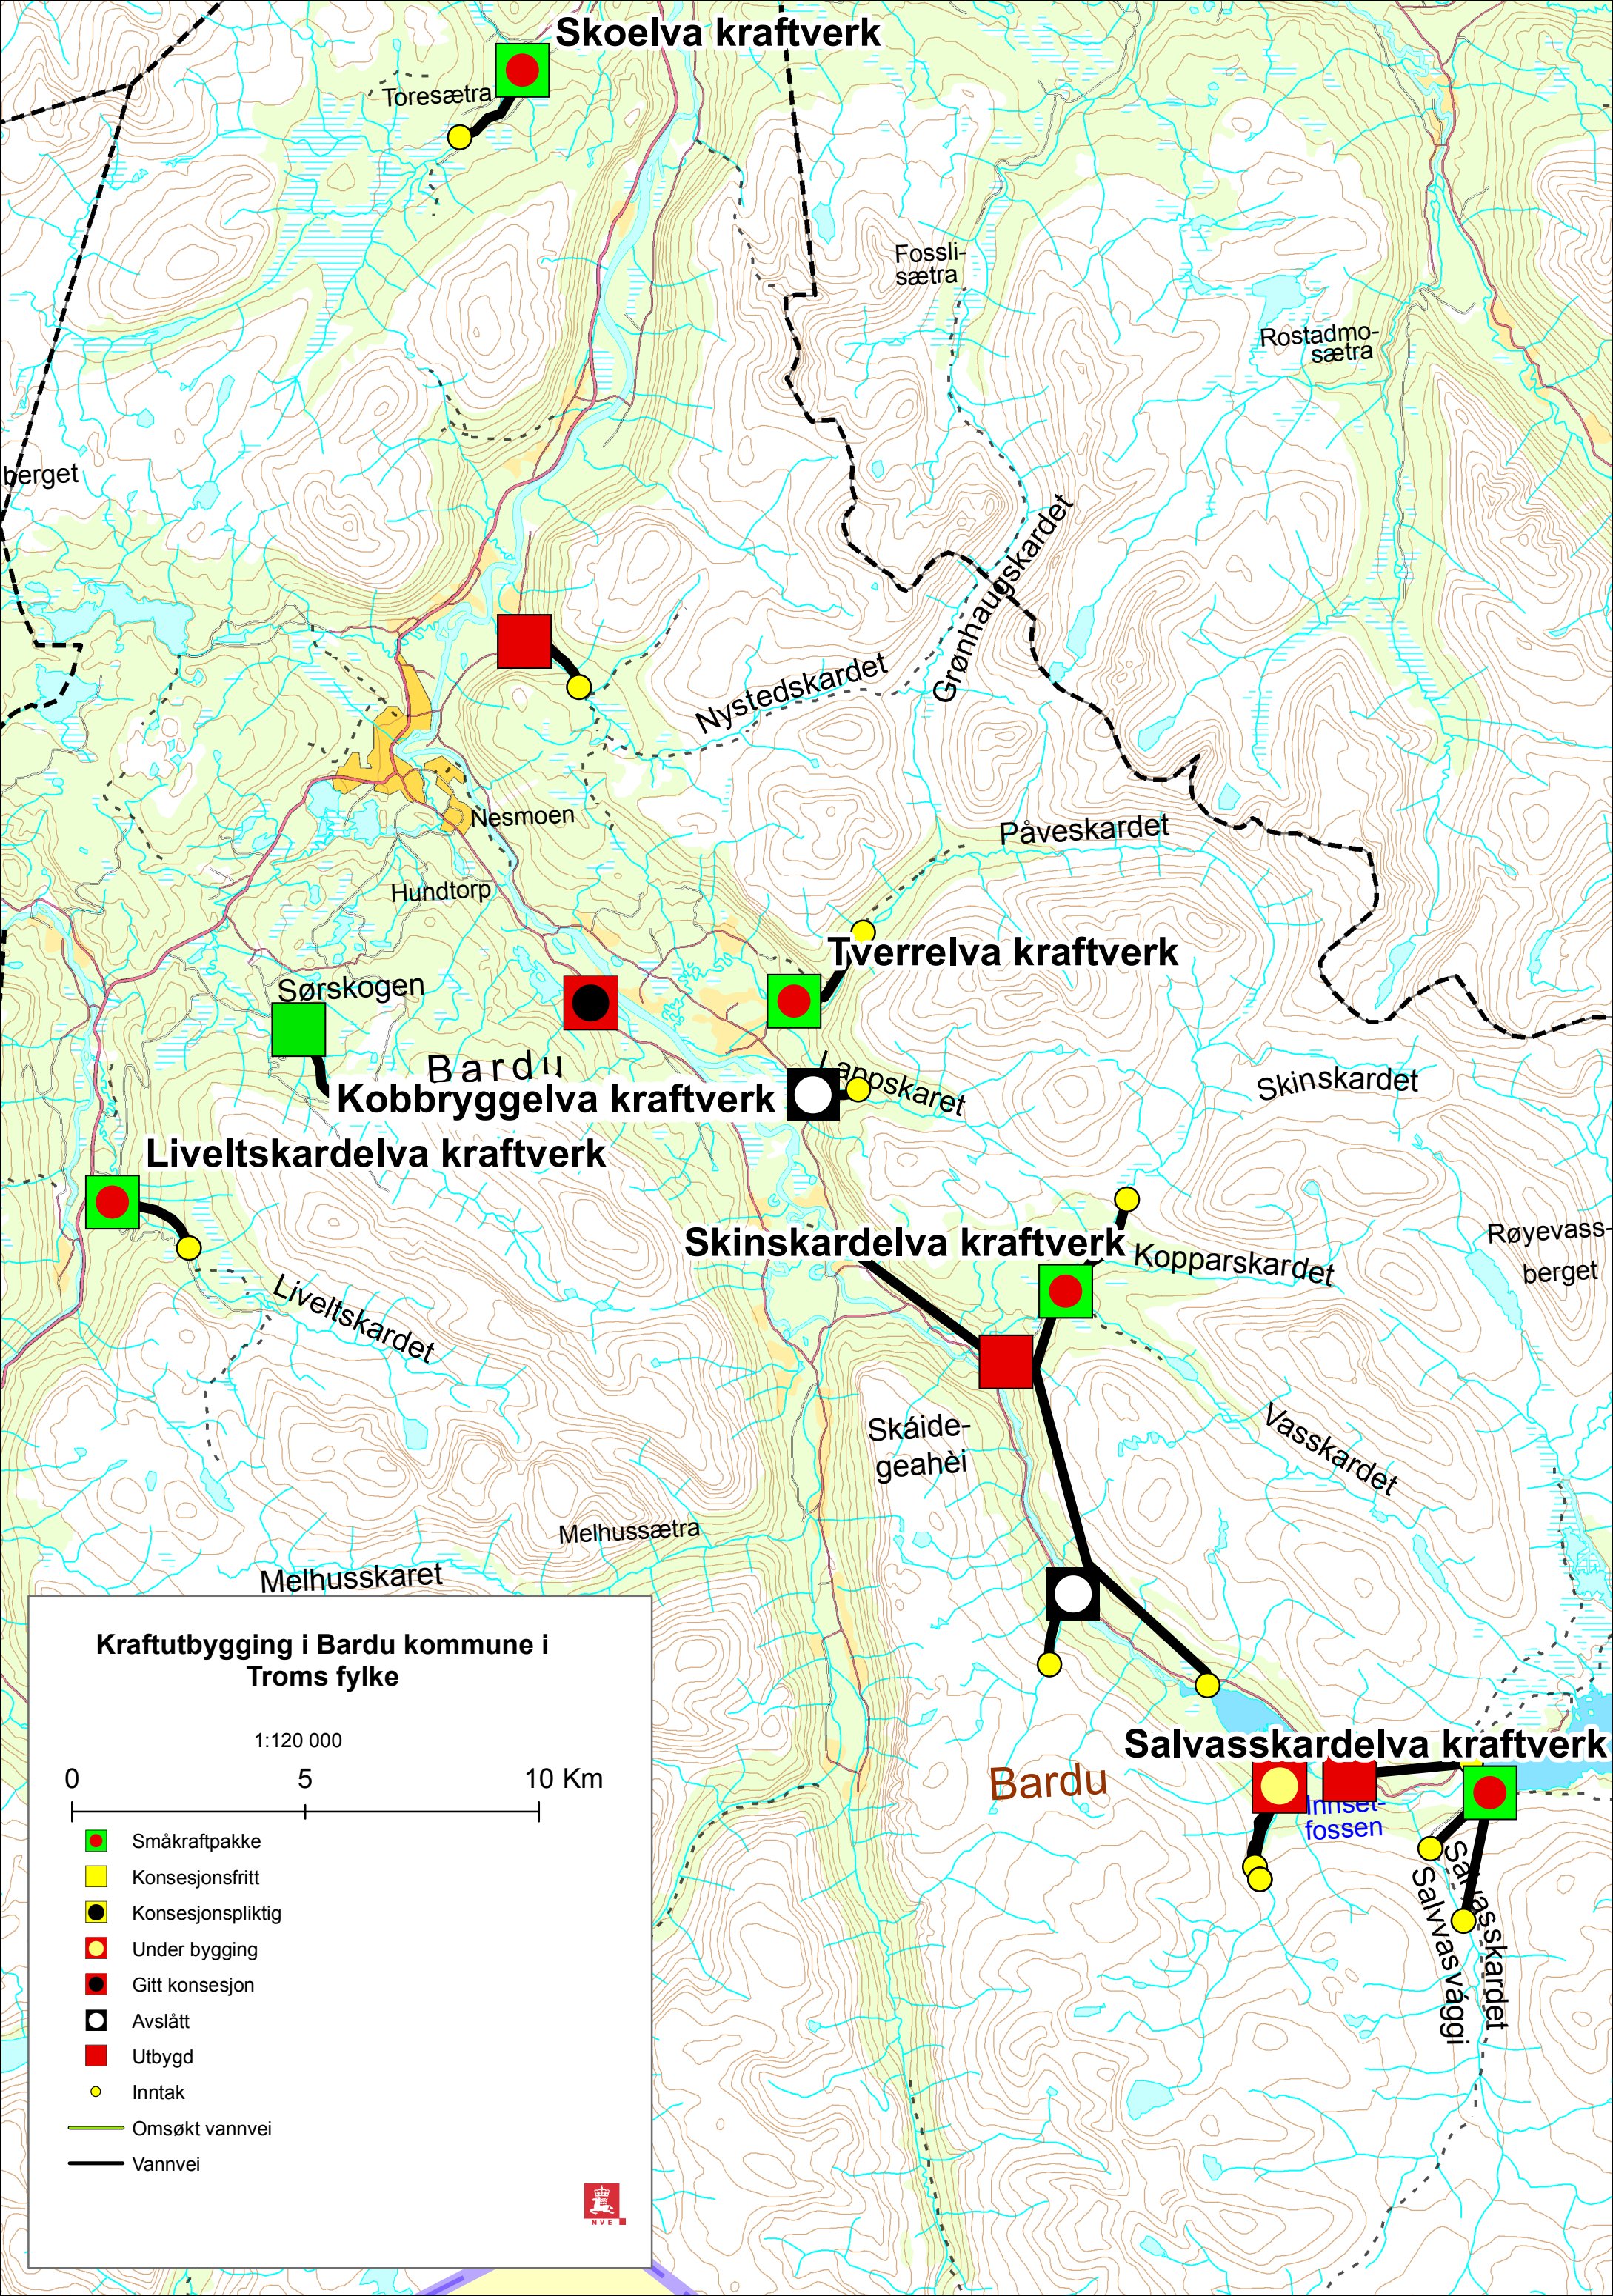 Skoelva kraftverk
Toresætra
Fossli-
sætra
Rostadmo-
sætra
berget
Grønhaugskardet
Nystedskardet
Påveskardet
Nesmoen
Hundtorp
Tverrelva kraftverk
Sørskogen
Bardu
Lappskaret
Skinskardet
Kobbryggelva kraftverk
Liveltskardelva kraftverk
Røyevass-
berget
Skinskardelva kraftverk
Kopparskardet
Liveltskardet
Skáide-
geahèi
Vasskardet
Melhussætra
Melhusskaret
Salvasskardelva kraftverk
Bardu
Innset-
fossen
Salvasskardet
Salvvasvággi
Kraftutbygging i Bardu kommune i
Troms fylke
1:120 000
0 5 10 Km
Småkraftpakke
Konsesjonsfritt
Konsesjonspliktig
Under bygging
Gitt konsesjon
Avslått
Utbygd
Inntak
Omsøkt vannvei
Vannvei
NVE